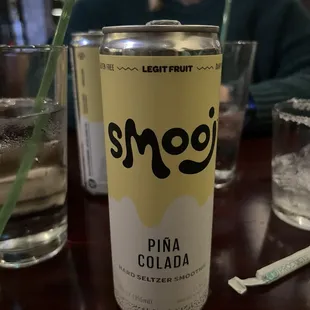 LEGIT FRUIT
smooj
PIÑA
COLADA
HARD SELTZER SMOOTHIE